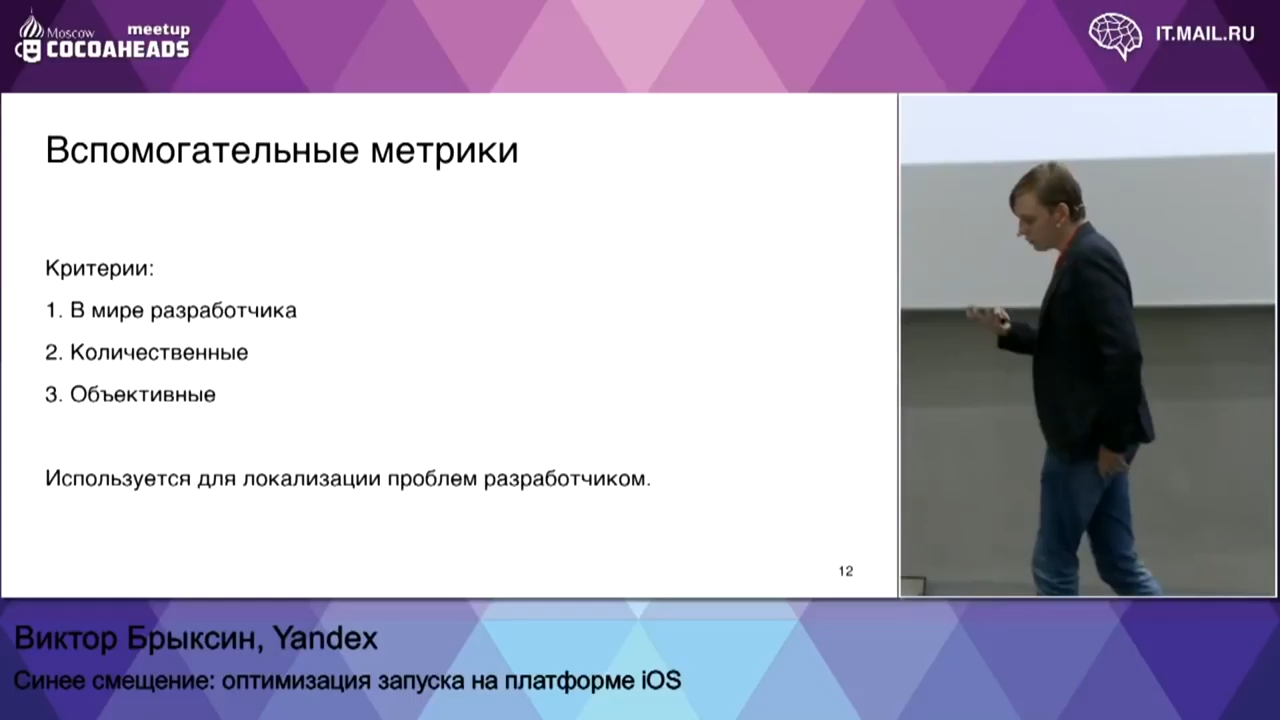 Moscow meetup
COCOAHEADS
IT.MAIL.RU
Вспомогательные метрики
Критерии:
1. В мире разработчика
2. Количественные
3. Объективные
Используется для локализации проблем разработчиком.
12
Виктор Брыксин, Yandex
Синее смещение: оптимизация запуска на платформе iOS